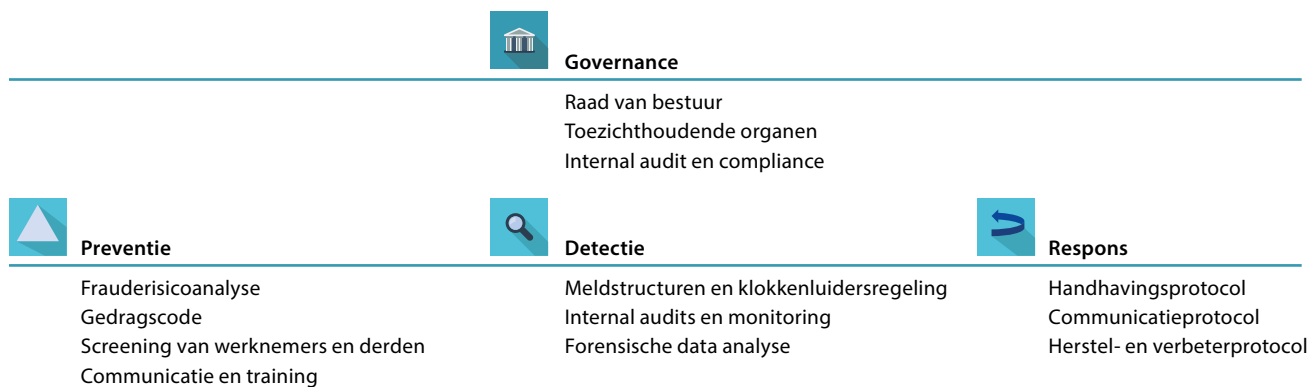 Governance
Raad van bestuur
Toezichthoudende organen
Internal audit en compliance
Preventie
Frauderisicoanalyse
Gedragscode
Screening van werknemers en derden
Communicatie en training
Detectie
Meldstructuren en klokkenluidersregeling
Internal audits en monitoring
Forensische data analyse
Respons
Handhavingsprotocol
Communicatieprotocol
Herstel- en verbeterprotocol